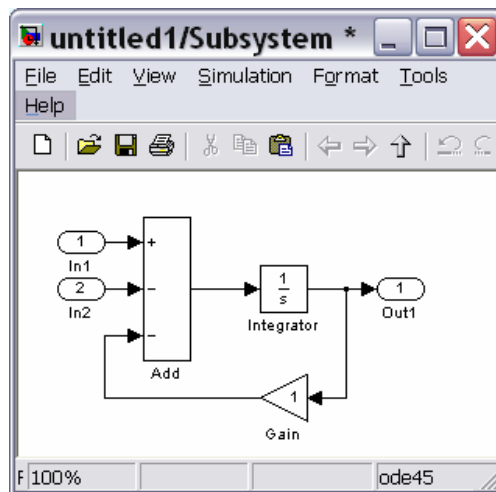 untitled1/Subsystem *
File Edit View Simulation Format Tools
Help
1
In1
2
In2
+
−
−
Add
1
s
Integrator
1
Out1
1
Gain
F 100% ode45